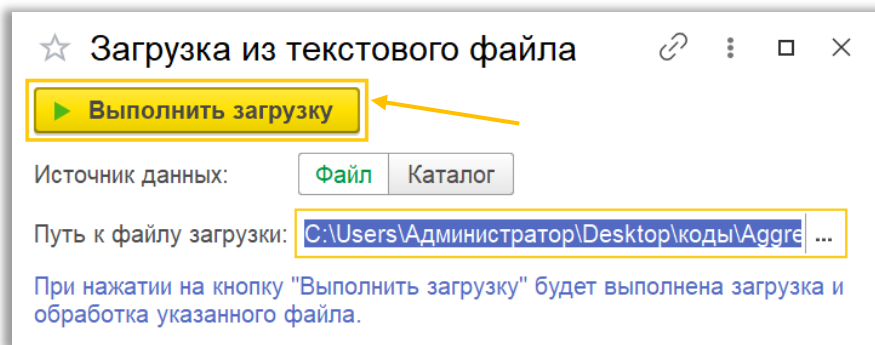 Загрузка из текстового файла
Выполнить загрузку
Источник данных: Файл Каталог
Путь к файлу загрузки: C:\Users\Администратор\Desktop\коды\Aggre ...
При нажатии на кнопку "Выполнить загрузку" будет выполнена загрузка и
обработка указанного файла.